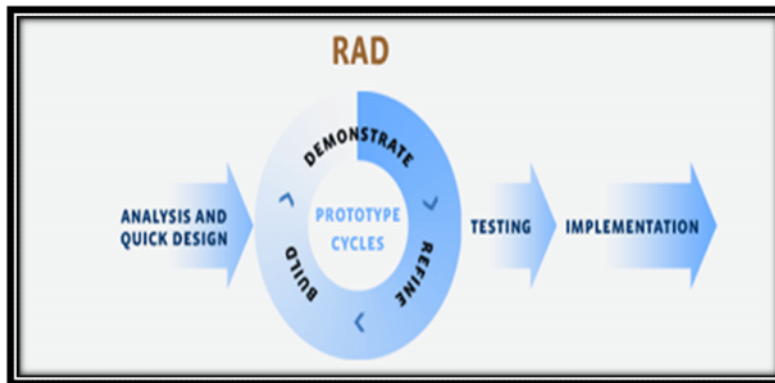 RAD
ANALYSIS AND
QUICK DESIGN
DEMONSTRATE
PROTOTYPE
CYCLES
BUILD
REFINE
TESTING
IMPLEMENTATION